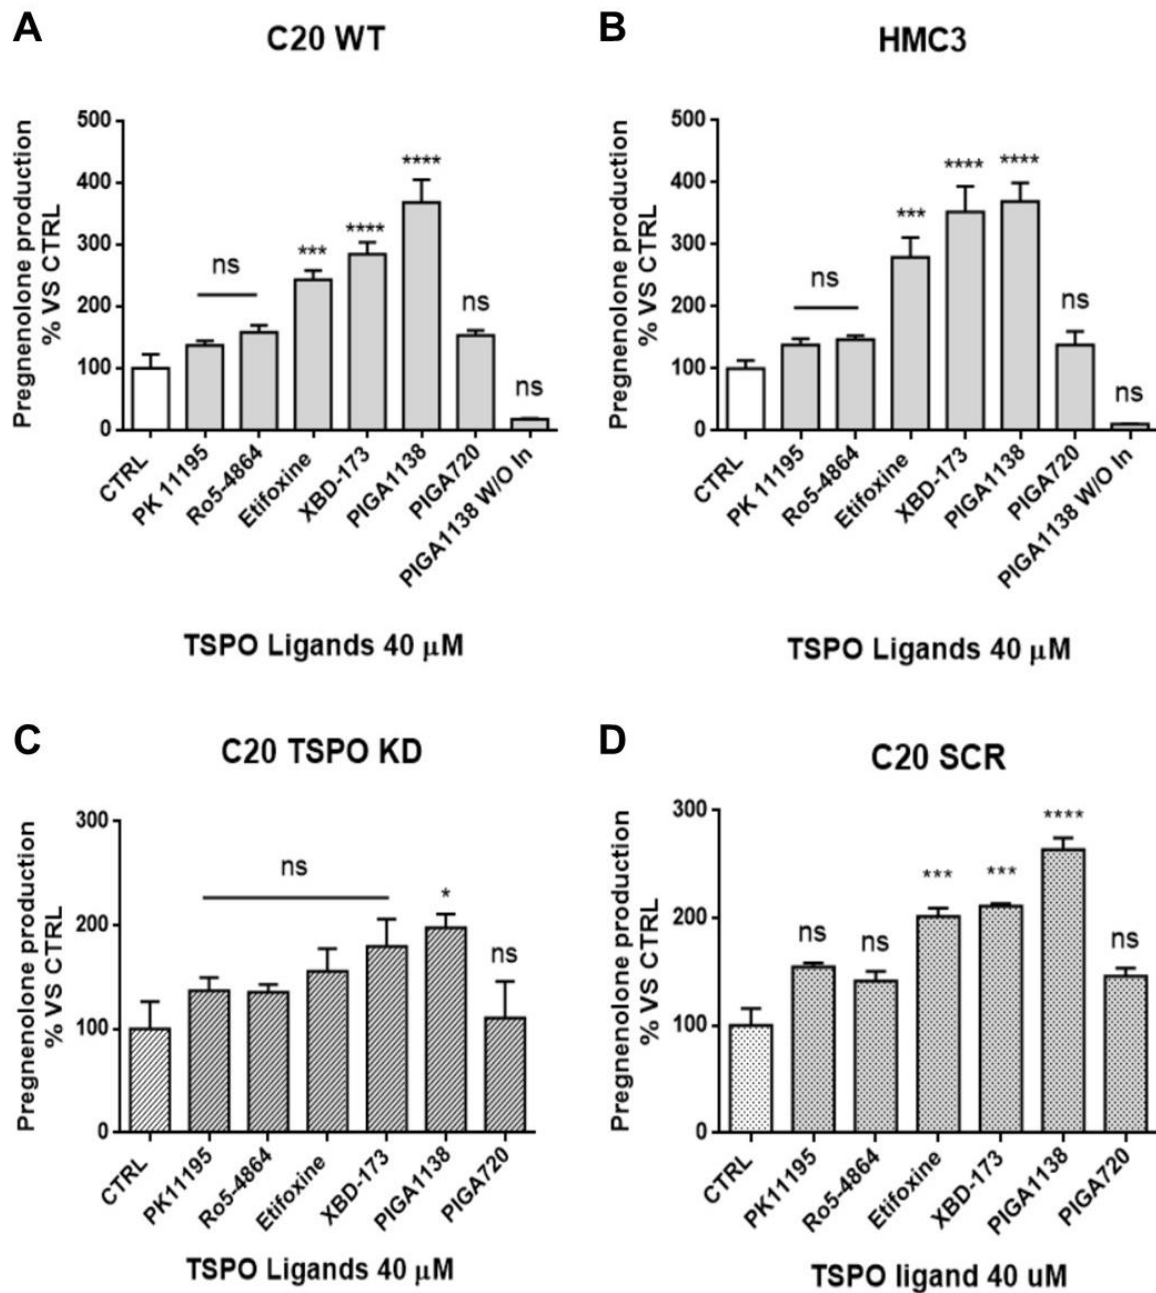 A
C20 WT
Pregnenolone production
% VS CTRL
500
400
300
200
100
0
ns
***
****
****
ns
ns
CTRL
PK 11195
Ro5-4864
Etifoxine
XBD-173
PIGA1138
PIGA720
PIGA1138 W/O In
TSPO Ligands 40 μM
B
HMC3
Pregnenolone production
% VS CTRL
500
400
300
200
100
0
ns
***
****
****
ns
ns
CTRL
PK 11195
Ro5-4864
Etifoxine
XBD-173
PIGA1138
PIGA720
PIGA1138 W/O In
TSPO Ligands 40 μM
C
C20 TSPO KD
Pregnenolone production
% VS CTRL
300
200
100
0
ns
*
ns
CTRL
PK11195
Ro5-4864
Etifoxine
XBD-173
PIGA1138
PIGA720
TSPO Ligands 40 μM
D
C20 SCR
Pregnenolone production
% VS CTRL
300
200
100
0
ns
ns
***
***
****
ns
CTRL
PK11195
Ro5-4864
Etifoxine
XBD-173
PIGA1138
PIGA720
TSPO ligand 40 uM